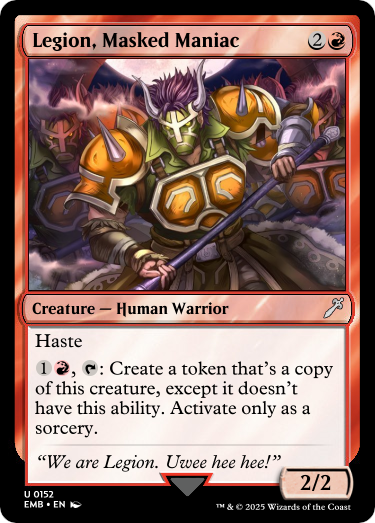 Legion, Masked Maniac 2
Creature — Human Warrior
Haste
1, : Create a token that's a copy
of this creature, except it doesn't
have this ability. Activate only as a
sorcery.
“We are Legion. Uwee hee hee!”
2/2
U 0152
EMB • EN
™ & © 2025 Wizards of the Coast